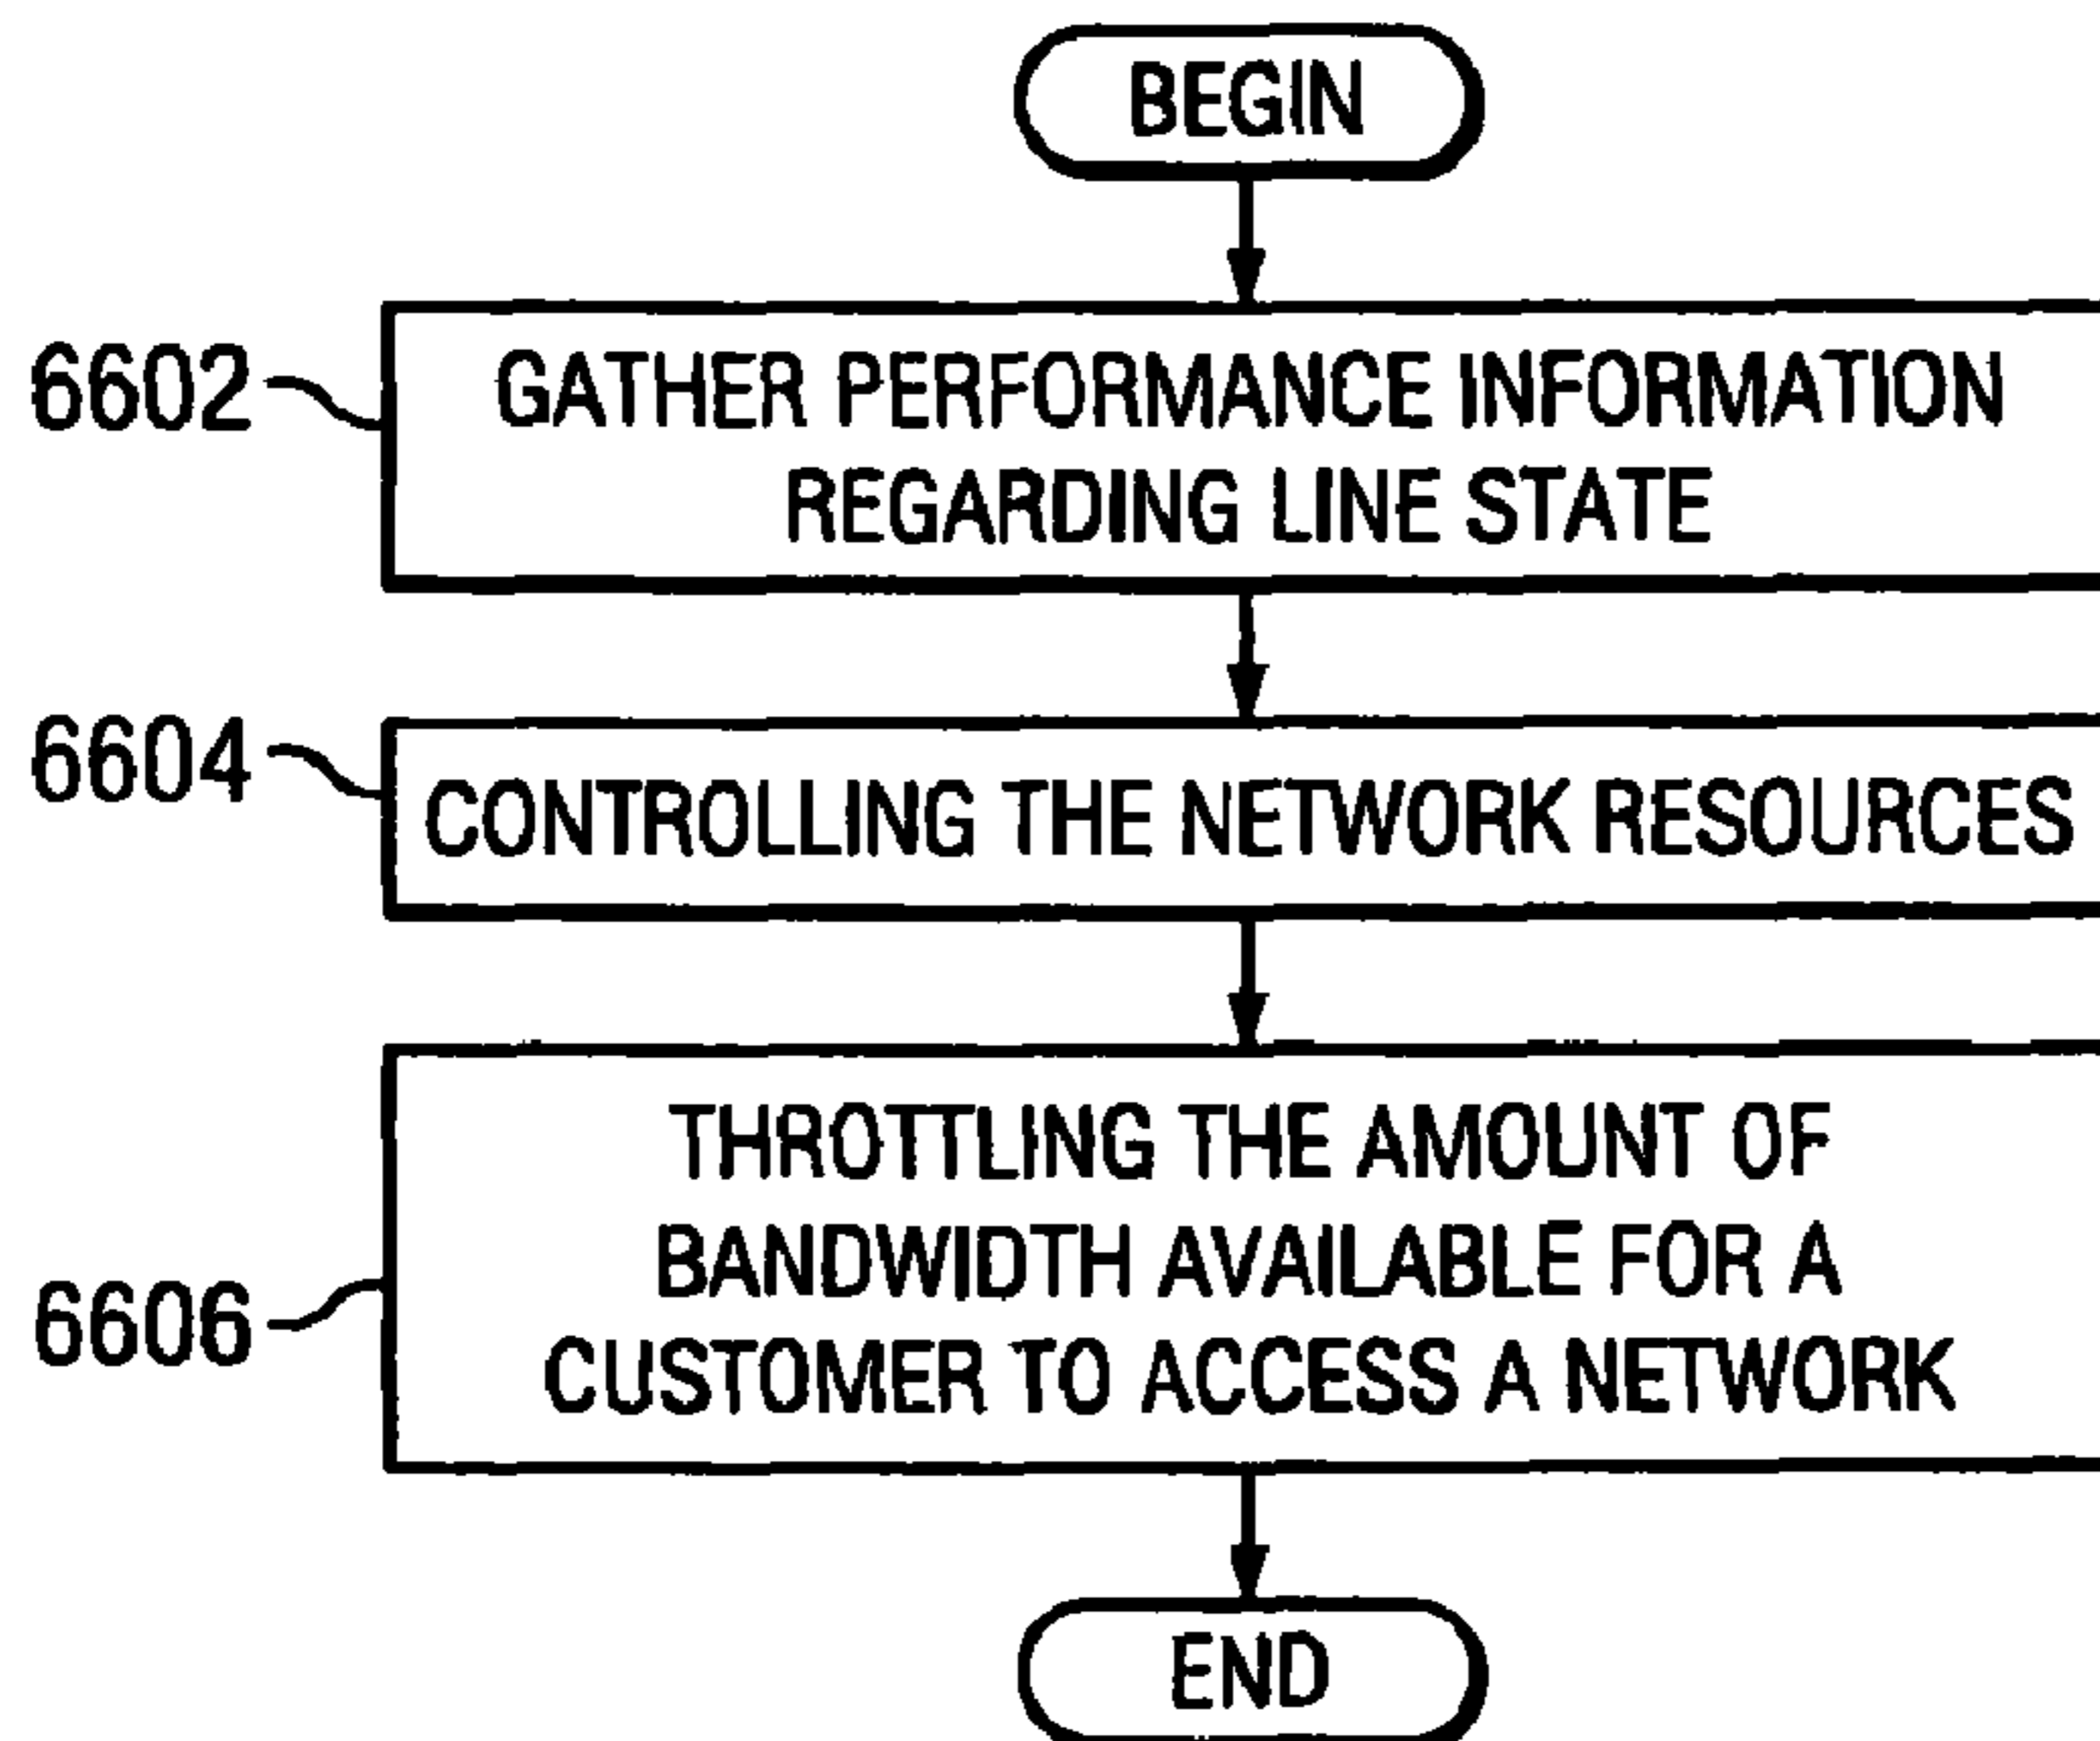 BEGIN
6602
GATHER PERFORMANCE INFORMATION
REGARDING LINE STATE
6604
CONTROLLING THE NETWORK RESOURCES
6606
THROTTLING THE AMOUNT OF
BANDWIDTH AVAILABLE FOR A
CUSTOMER TO ACCESS A NETWORK
END